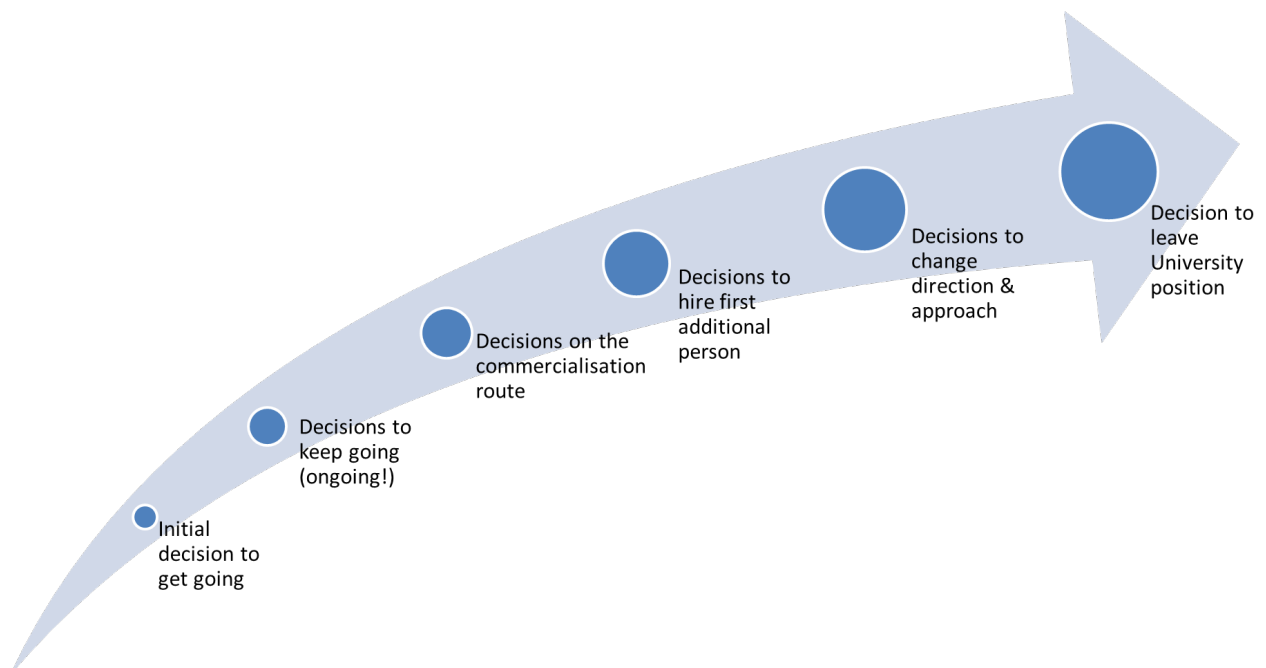 Initial
decision to
get going
Decisions to
keep going
(ongoing!)
Decisions on the
commercialisation
route
Decisions to
hire first
additional
person
Decisions to
change
direction &
approach
Decision to
leave
University
position